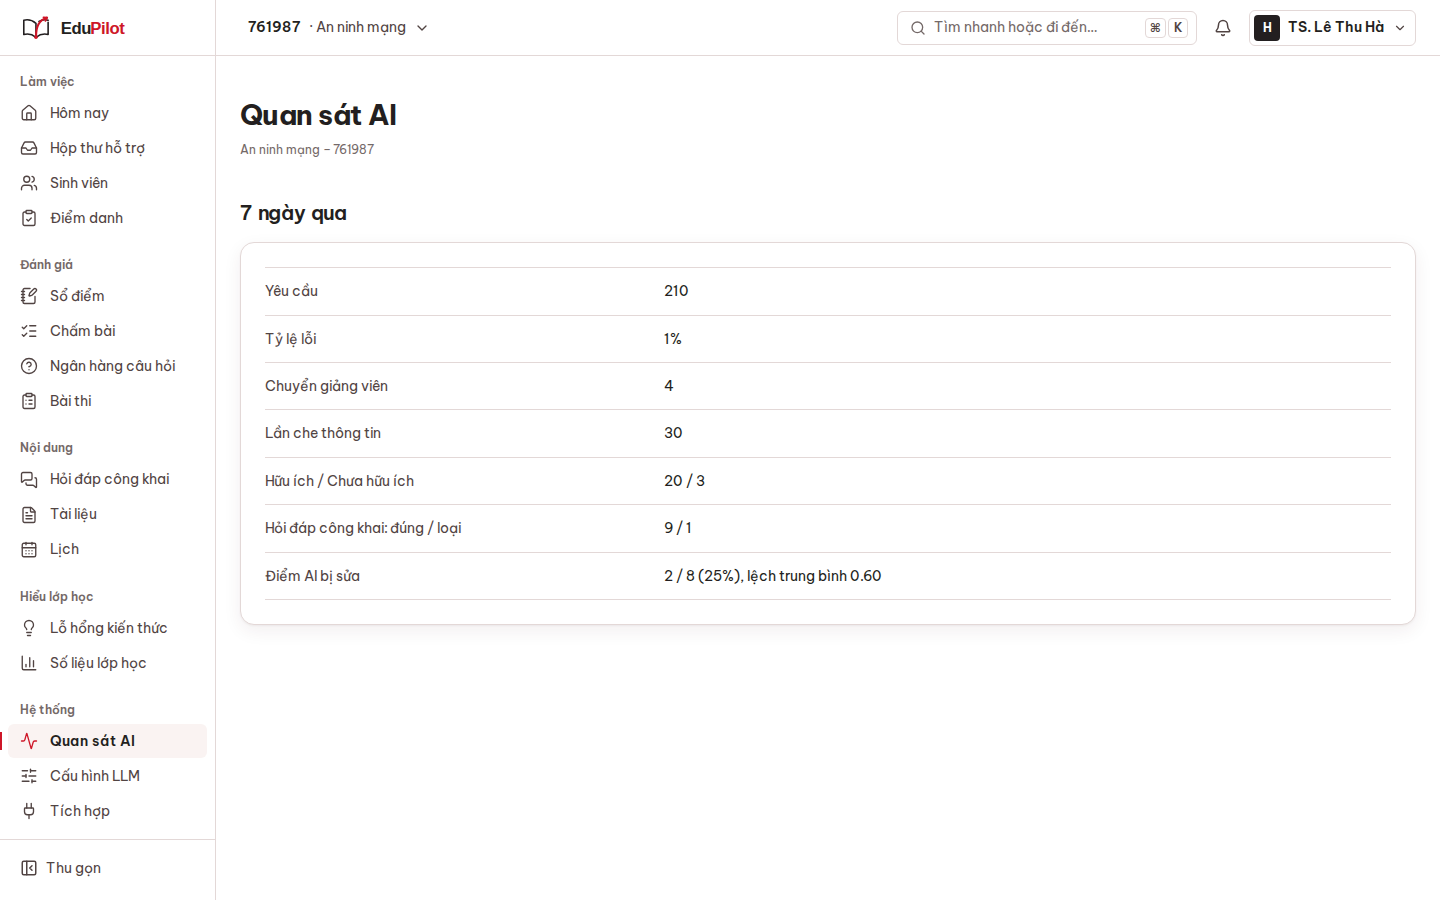 EduPilot
761987 · An ninh mạng
Tìm nhanh hoặc đi đến...
⌘ K
H
TS. Lê Thu Hà
Làm việc
Hôm nay
Hộp thư hỗ trợ
Sinh viên
Điểm danh
Đánh giá
Sổ điểm
Chấm bài
Ngân hàng câu hỏi
Bài thi
Nội dung
Hỏi đáp công khai
Tài liệu
Lịch
Hiểu lớp học
Lỗ hổng kiến thức
Số liệu lớp học
Hệ thống
Quan sát AI
Cấu hình LLM
Tích hợp
Thu gọn
Quan sát AI
An ninh mạng – 761987
7 ngày qua
Yêu cầu 210
Tỷ lệ lỗi 1%
Chuyển giảng viên 4
Lần che thông tin 30
Hữu ích / Chưa hữu ích 20 / 3
Hỏi đáp công khai: đúng / loại 9 / 1
Điểm AI bị sửa 2 / 8 (25%), lệch trung bình 0.60